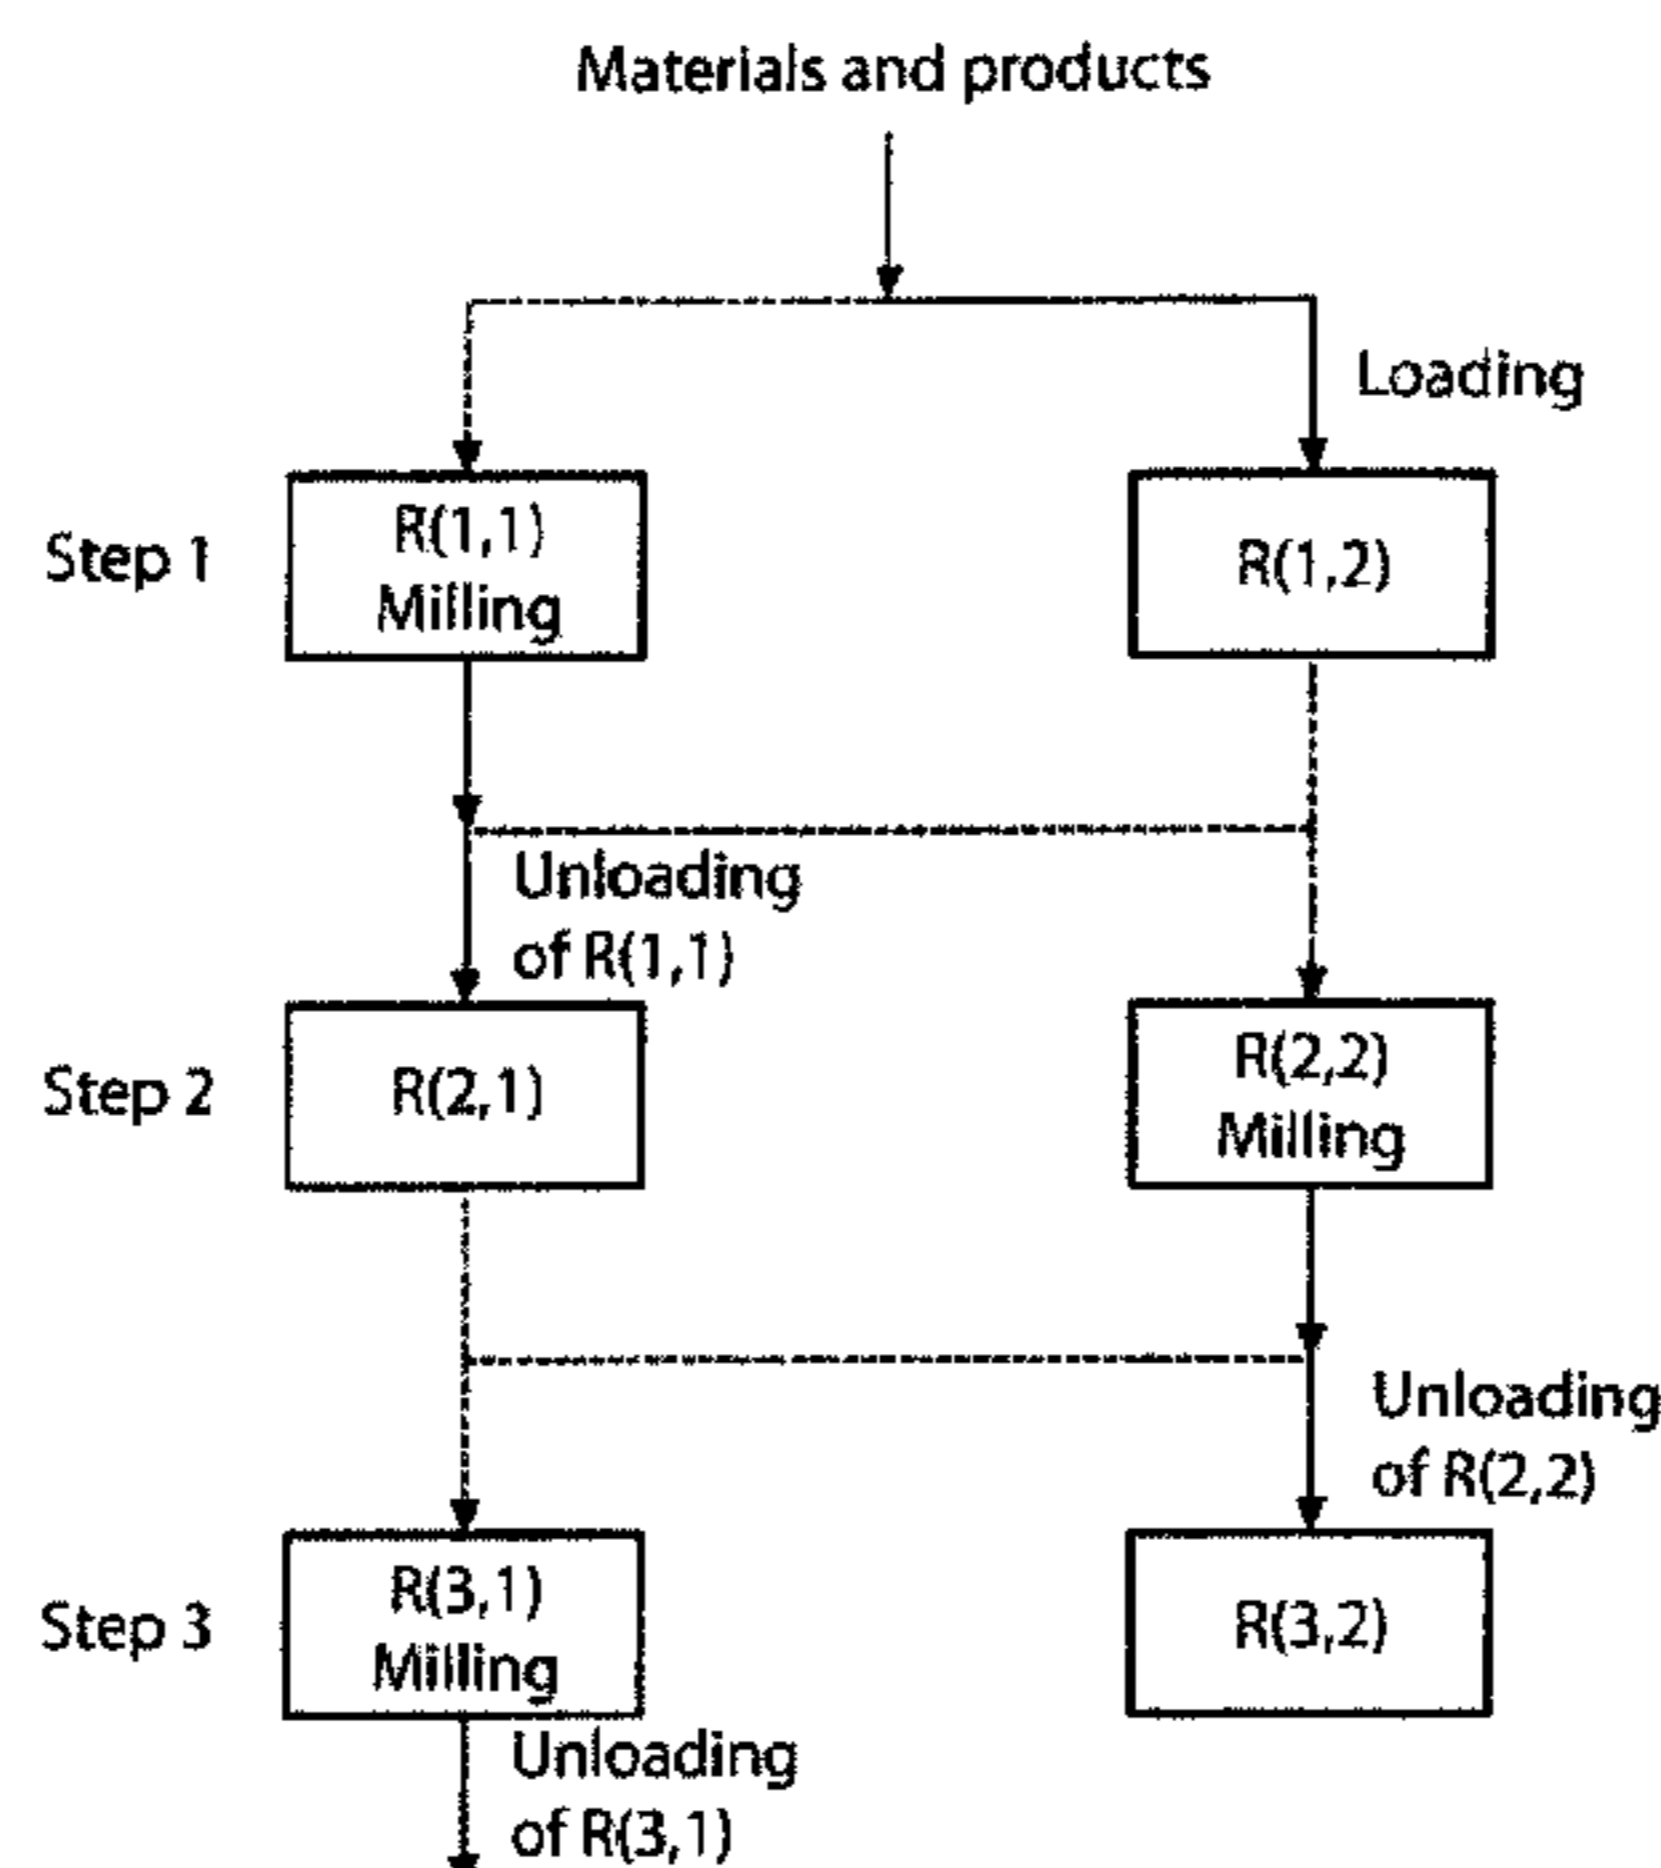 Materials and products
Loading
Step 1
R(1,1)
Milling
R(1,2)
Unloading
of R(1,1)
Step 2
R(2,1)
R(2,2)
Milling
Unloading
of R(2,2)
Step 3
R(3,1)
Milling
R(3,2)
Unloading
of R(3,1)